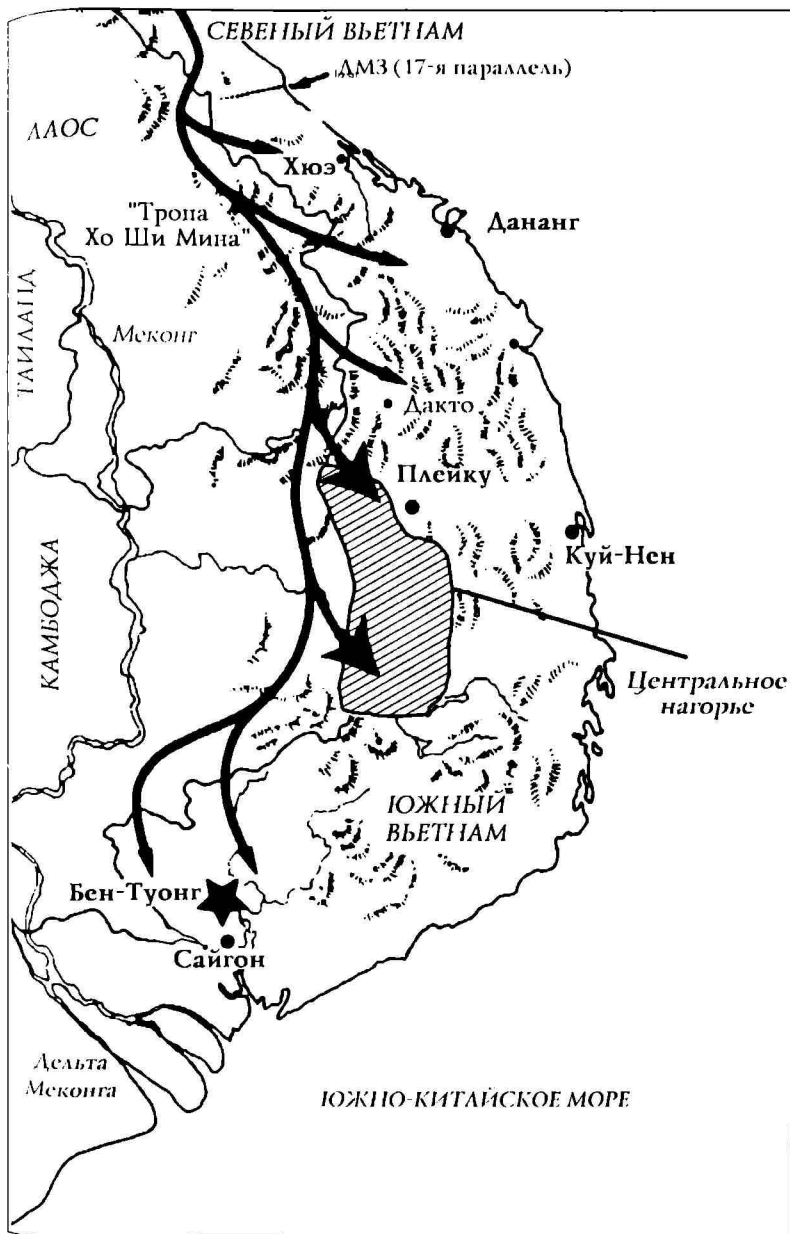 СЕВЕНЫЙ ВЬЕТНАМ
ДМЗ (17-я параллель)
ЛАОС
Хюэ
"Тропа
Хо Ши Мина"
Дананг
ТАИЛАНД
Меконг
Дакто
Плейку
Куй-Нен
КАМБОДЖА
Центральное
нагорье
ЮЖНЫЙ
ВЬЕТНАМ
Бен-Туонг
Сайгон
Дельта
Меконга
ЮЖНО-КИТАЙСКОЕ МОРЕ